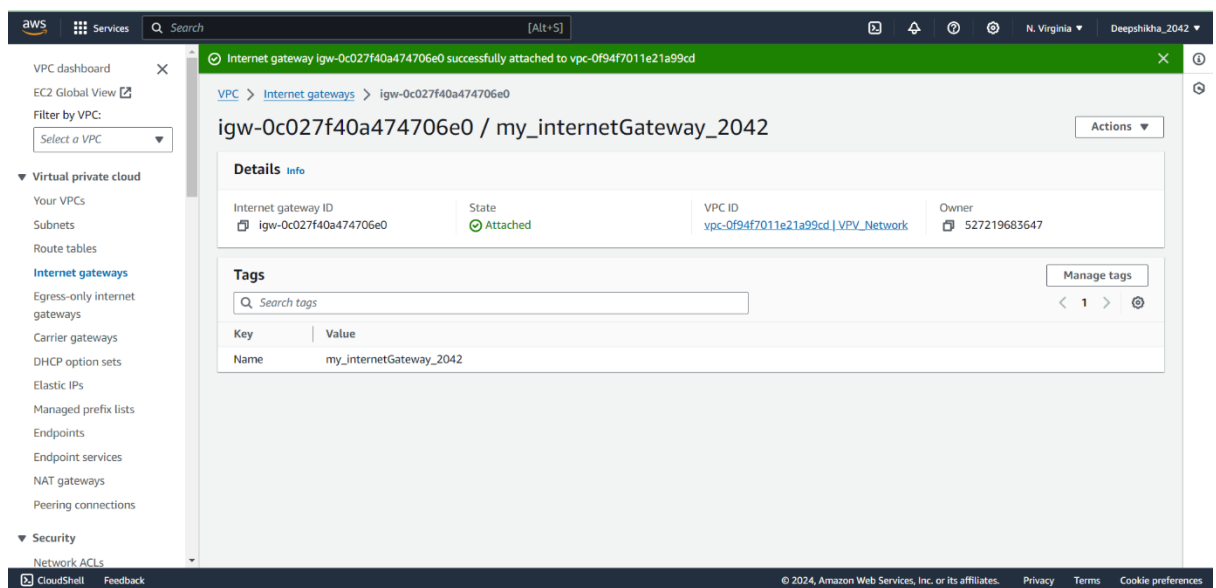 aws Services Search [Alt+S] N. Virginia Deepshikha_2042
VPC dashboard
EC2 Global View
Filter by VPC:
Select a VPC
Virtual private cloud
Your VPCs
Subnets
Route tables
Internet gateways
Egress-only internet
gateways
Carrier gateways
DHCP option sets
Elastic IPs
Managed prefix lists
Endpoints
Endpoint services
NAT gateways
Peering connections
Security
Network ACLs
Internet gateway igw-0c027f40a474706e0 successfully attached to vpc-0f94f7011e21a99cd
VPC > Internet gateways > igw-0c027f40a474706e0
igw-0c027f40a474706e0 / my_internetGateway_2042 Actions
Details Info
Internet gateway ID State VPC ID Owner
igw-0c027f40a474706e0 Attached vpc-0f94f7011e21a99cd | VPV_Network 527219683647
Tags Manage tags
Search tags < 1 >
Key Value
Name my_internetGateway_2042
CloudShell Feedback © 2024, Amazon Web Services, Inc. or its affiliates. Privacy Terms Cookie preferences